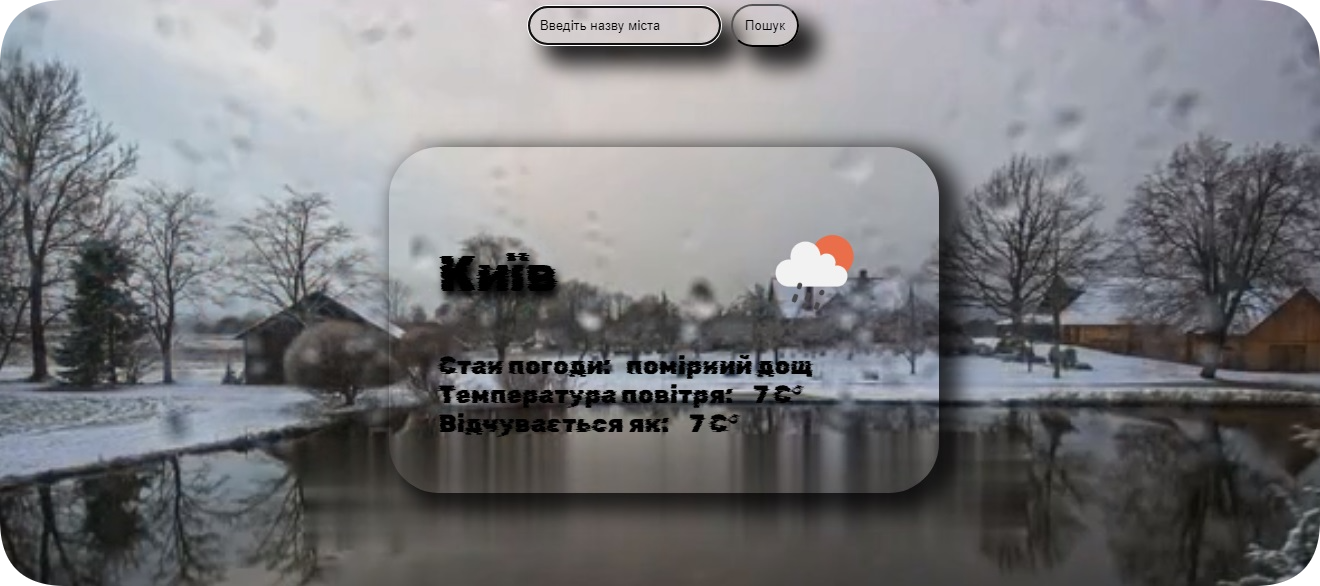 Введіть назву міста
Пошук
Київ
Стан погоди: помірний дощ
Температура повітря: 7 C°
Відчувається як: 7 C°